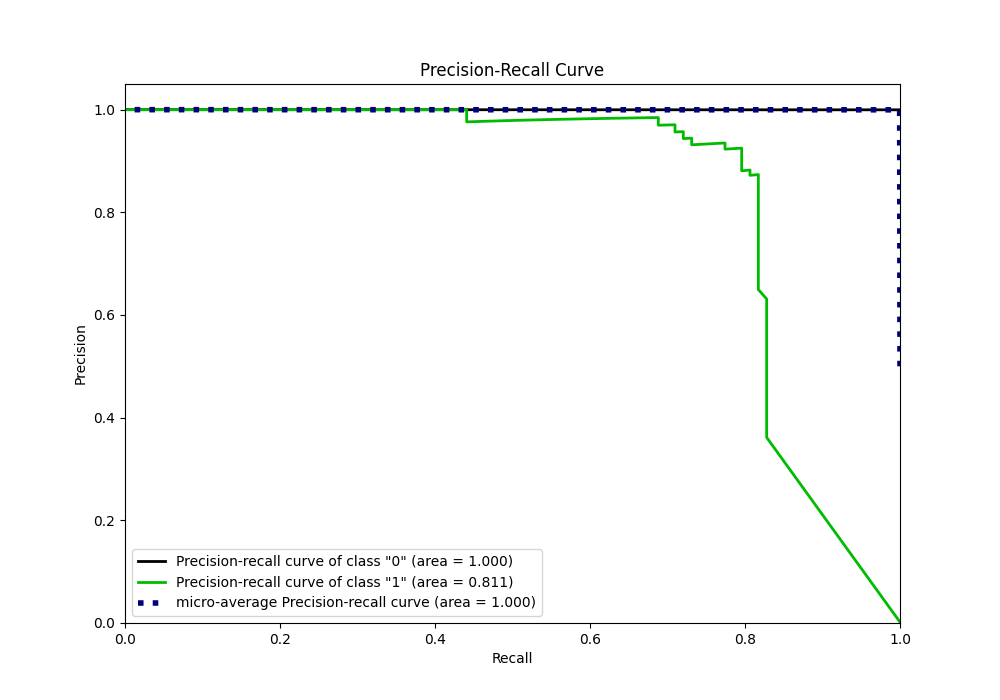 Precision-Recall Curve
1.0
0.8
0.6
0.4
0.2
0.0
Precision
Precision-recall curve of class "0" (area = 1.000)
Precision-recall curve of class "1" (area = 0.811)
micro-average Precision-recall curve (area = 1.000)
0.0 0.2 0.4 0.6 0.8 1.0
Recall